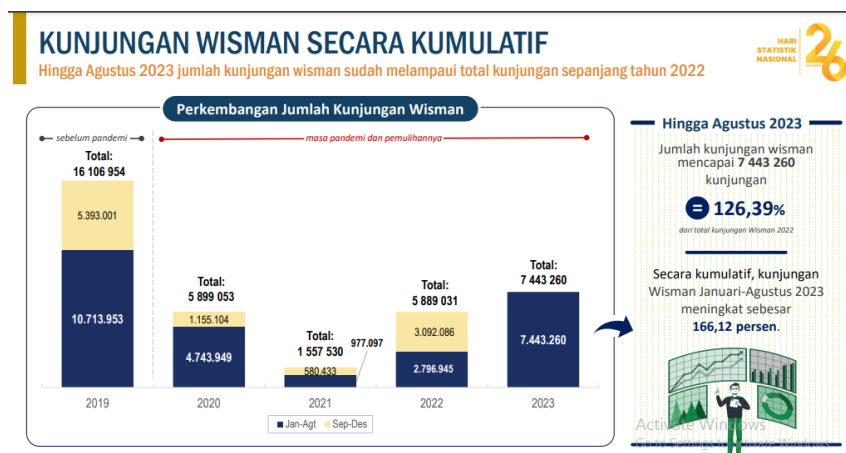 KUNJUNGAN WISMAN SECARA KUMULATIF
Hingga Agustus 2023 jumlah kunjungan wisman sudah melampaui total kunjungan sepanjang tahun 2022
HARI
STATISTIK
NASIONAL
26
Perkembangan Jumlah Kunjungan Wisman
sebelum pandemi
masa pandemi dan pemulihannya
Total:
16 106 954
5.393.001
10.713.953
2019
Total:
5 899 053
1.155.104
4.743.949
2020
Total:
1 557 530
977.097
580.433
2021
Total:
5 889 031
3.092.086
2.796.945
2022
Total:
7 443 260
7.443.260
2023
Jan-Agt Sep-Des
Hingga Agustus 2023
Jumlah kunjungan wisman
mencapai 7 443 260
kunjungan
= 126,39%
dari total kunjungan Wisman 2022
Secara kumulatif, kunjungan
Wisman Januari-Agustus 2023
meningkat sebesar
166,12 persen.
Activate Windows
Go to Settings to activate Windows.